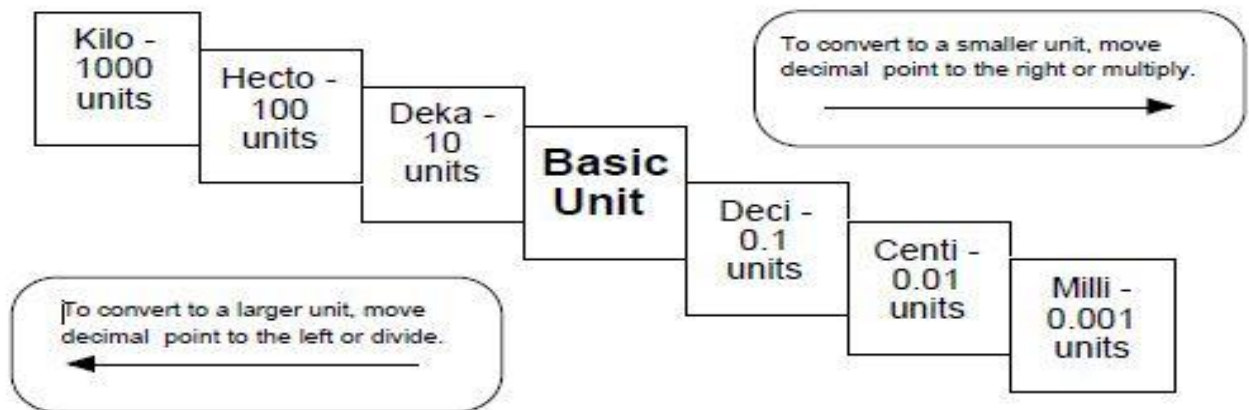 Kilo -
1000
units
Hecto -
100
units
Deka -
10
units
Basic
Unit
Deci -
0.1
units
Centi -
0.01
units
Milli -
0.001
units
To convert to a smaller unit, move
decimal point to the right or multiply.
To convert to a larger unit, move
decimal point to the left or divide.